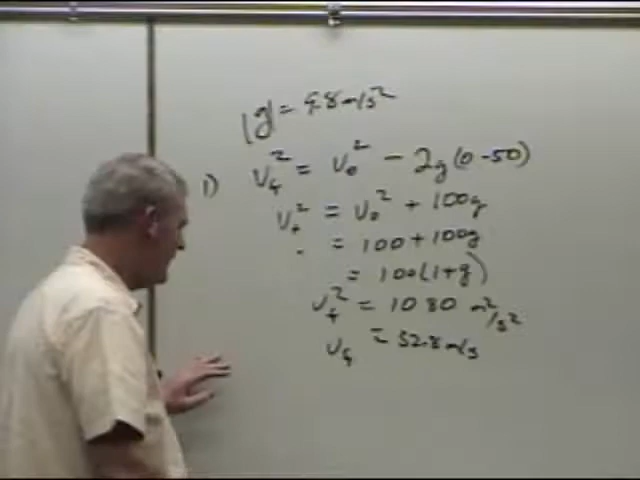 |g| = 9.8 m/s²
1) v_f² = v_0² - 2g(0-50)
v_f² = v_0² + 100g
= 100 + 100g
= 100(1+g)
v_f² = 1080 m²/s²
v_f = 32.8 m/s